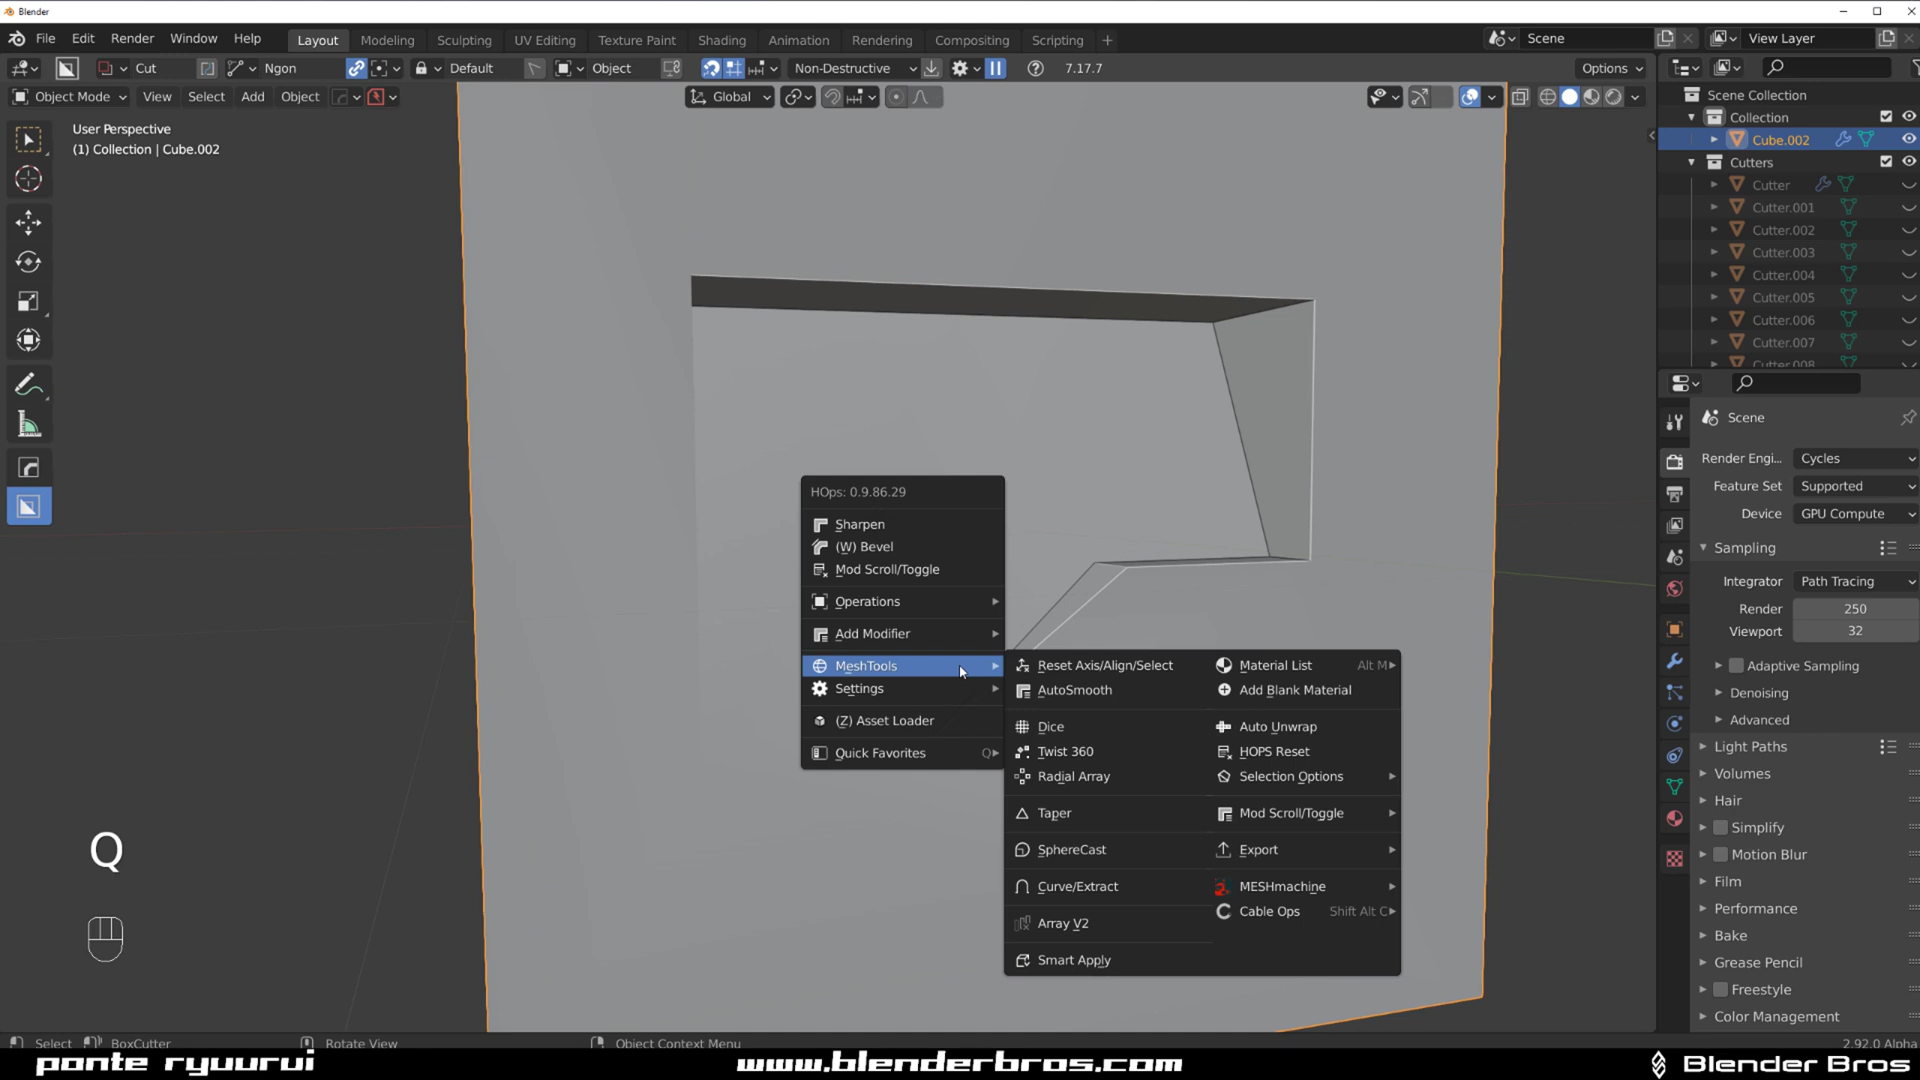 Blender
File Edit Render Window Help Layout Modeling Sculpting UV Editing Texture Paint Shading Animation Rendering Compositing Scripting + Scene View Layer
Cut Ngon Default Object Non-Destructive 7.17.7 Options
Object Mode View Select Add Object Global
User Perspective
(1) Collection | Cube.002
Scene Collection
Collection
Cube.002
Cutters
Cutter
Cutter.001
Cutter.002
Cutter.003
Cutter.004
Cutter.005
Cutter.006
Cutter.007
Cutter.008
Scene
Render Engi... Cycles
Feature Set Supported
Device GPU Compute
Sampling
Integrator Path Tracing
Render 250
Viewport 32
Adaptive Sampling
Denoising
Advanced
Light Paths
Volumes
Hair
Simplify
Motion Blur
Film
Performance
Bake
Grease Pencil
Freestyle
Color Management
HOps: 0.9.86.29
Sharpen
(W) Bevel
Mod Scroll/Toggle
Operations
Add Modifier
MeshTools
Settings
(Z) Asset Loader
Quick Favorites Q
Reset Axis/Align/Select
AutoSmooth
Dice
Twist 360
Radial Array
Taper
SphereCast
Curve/Extract
Array V2
Smart Apply
Material List Alt M
Add Blank Material
Auto Unwrap
HOPS Reset
Selection Options
Mod Scroll/Toggle
Export
MESHmachine
Cable Ops Shift Alt C
Q
Select BoxCutter Rotate View Object Context Menu 2.92.0 Alpha
ponte ryuurui www.blenderbros.com Blender Bros